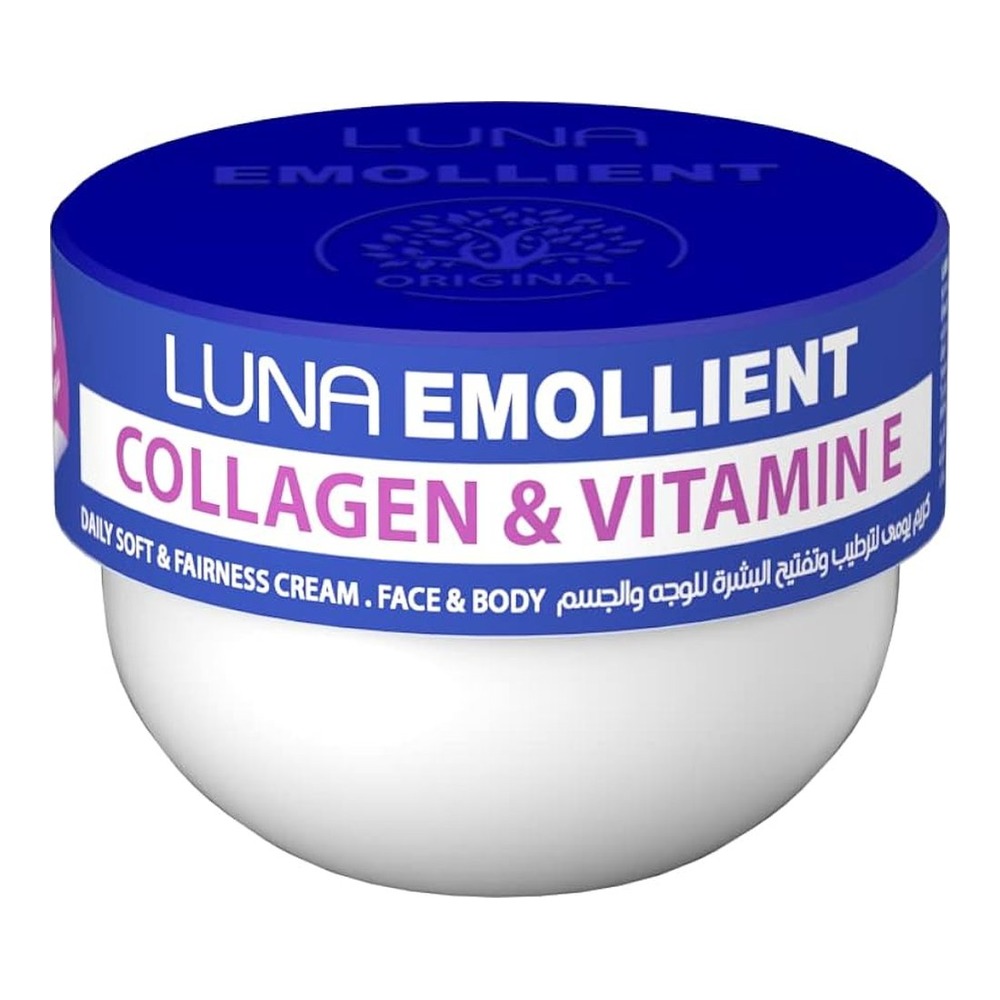 LUNA
EMOLLIENT
ORIGINAL
LUNA EMOLLIENT
COLLAGEN & VITAMIN E
DAILY SOFT & FAIRNESS CREAM . FACE & BODY كريم يومى لترطيب وتفتيح البشرة للوجه والجسم